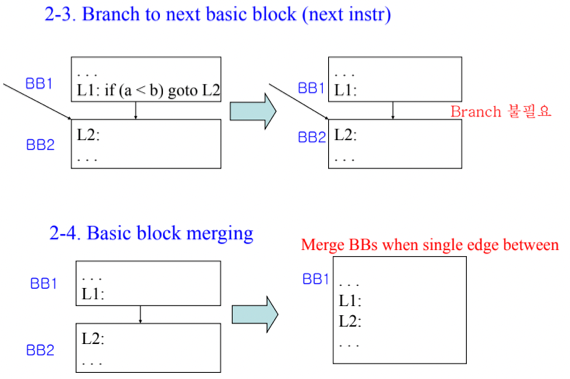 2-3. Branch to next basic block (next instr)
BB1
. . .
L1: if (a < b) goto L2
BB2
L2:
. . .
BB1
. . .
L1:
Branch 불필요
BB2
L2:
. . .
2-4. Basic block merging
Merge BBs when single edge between
BB1
. . .
L1:
BB2
L2:
. . .
BB1
. . .
L1:
L2:
. . .